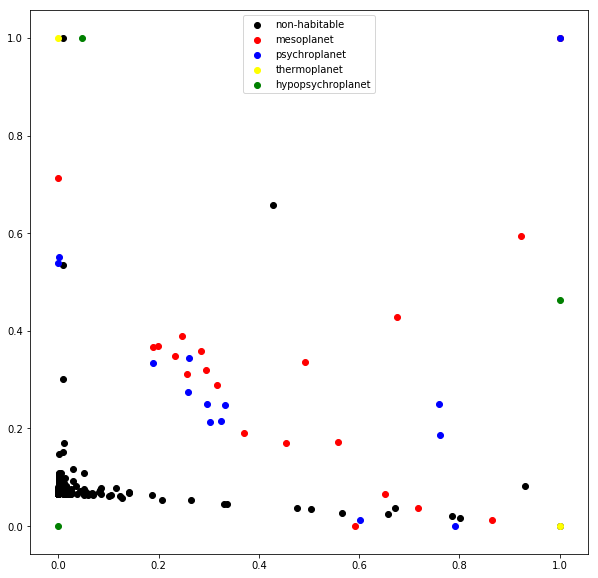 non-habitable
mesoplanet
psychroplanet
thermoplanet
hypopsychroplanet
1.0
0.8
0.6
0.4
0.2
0.0
0.0 0.2 0.4 0.6 0.8 1.0